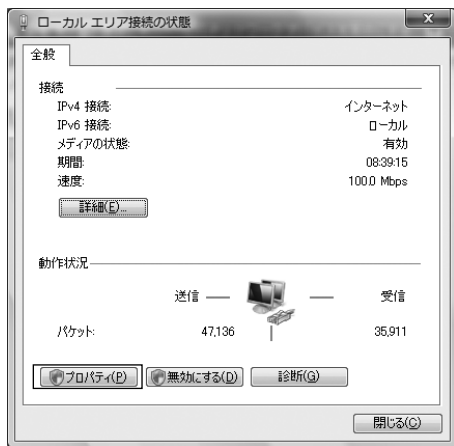 ローカル エリア接続の状態
全般
接続
IPv4 接続: インターネット
IPv6 接続: ローカル
メディアの状態: 有効
期間: 08:39:15
速度: 100.0 Mbps
詳細(E)...
動作状況
送信 受信
パケット: 47,136 35,911
プロパティ(P) 無効にする(D) 診断(G)
閉じる(C)